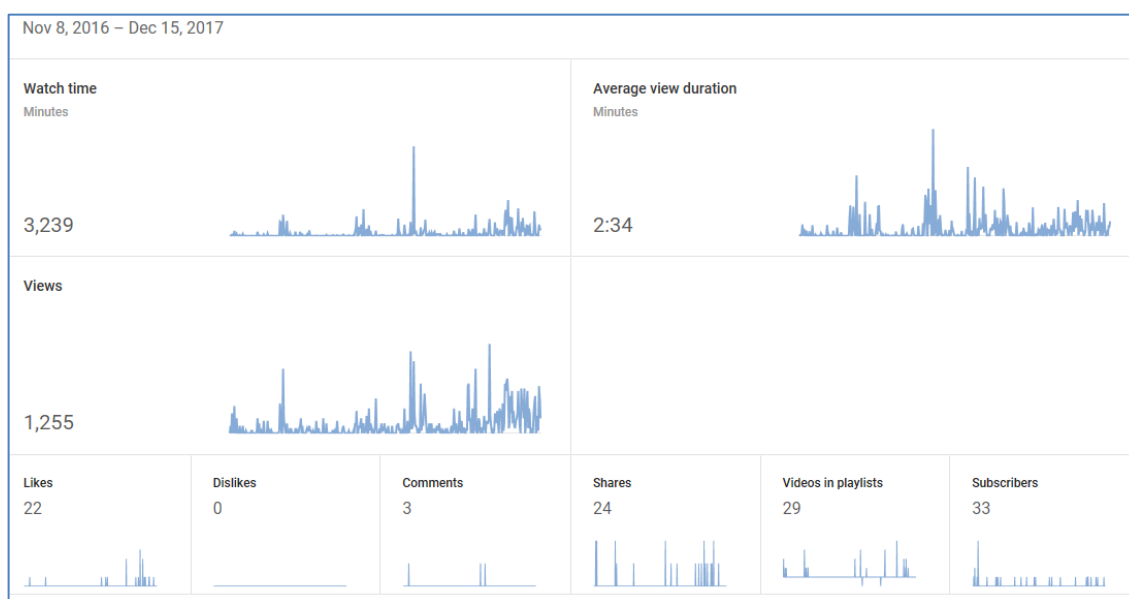 Nov 8, 2016 – Dec 15, 2017
Watch time
Minutes
3,239
Average view duration
Minutes
2:34
Views
1,255
Likes
22
Dislikes
0
Comments
3
Shares
24
Videos in playlists
29
Subscribers
33